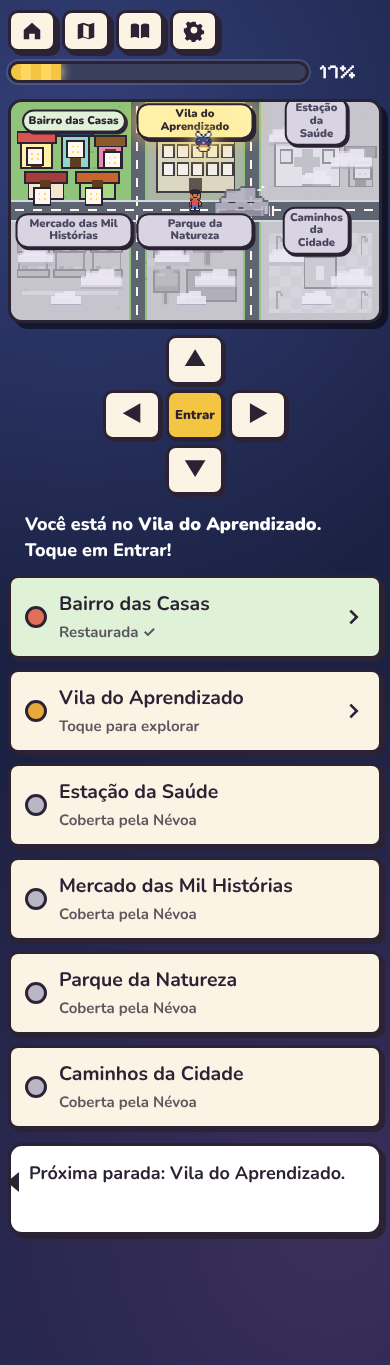 17%
Bairro das Casas
Vila do
Aprendizado
Estação
da
Saúde
Mercado das Mil
Histórias
Parque da
Natureza
Caminhos
da
Cidade
Entrar
Você está no Vila do Aprendizado.
Toque em Entrar!
Bairro das Casas
Restaurada ✓
Vila do Aprendizado
Toque para explorar
Estação da Saúde
Coberta pela Névoa
Mercado das Mil Histórias
Coberta pela Névoa
Parque da Natureza
Coberta pela Névoa
Caminhos da Cidade
Coberta pela Névoa
Próxima parada: Vila do Aprendizado.